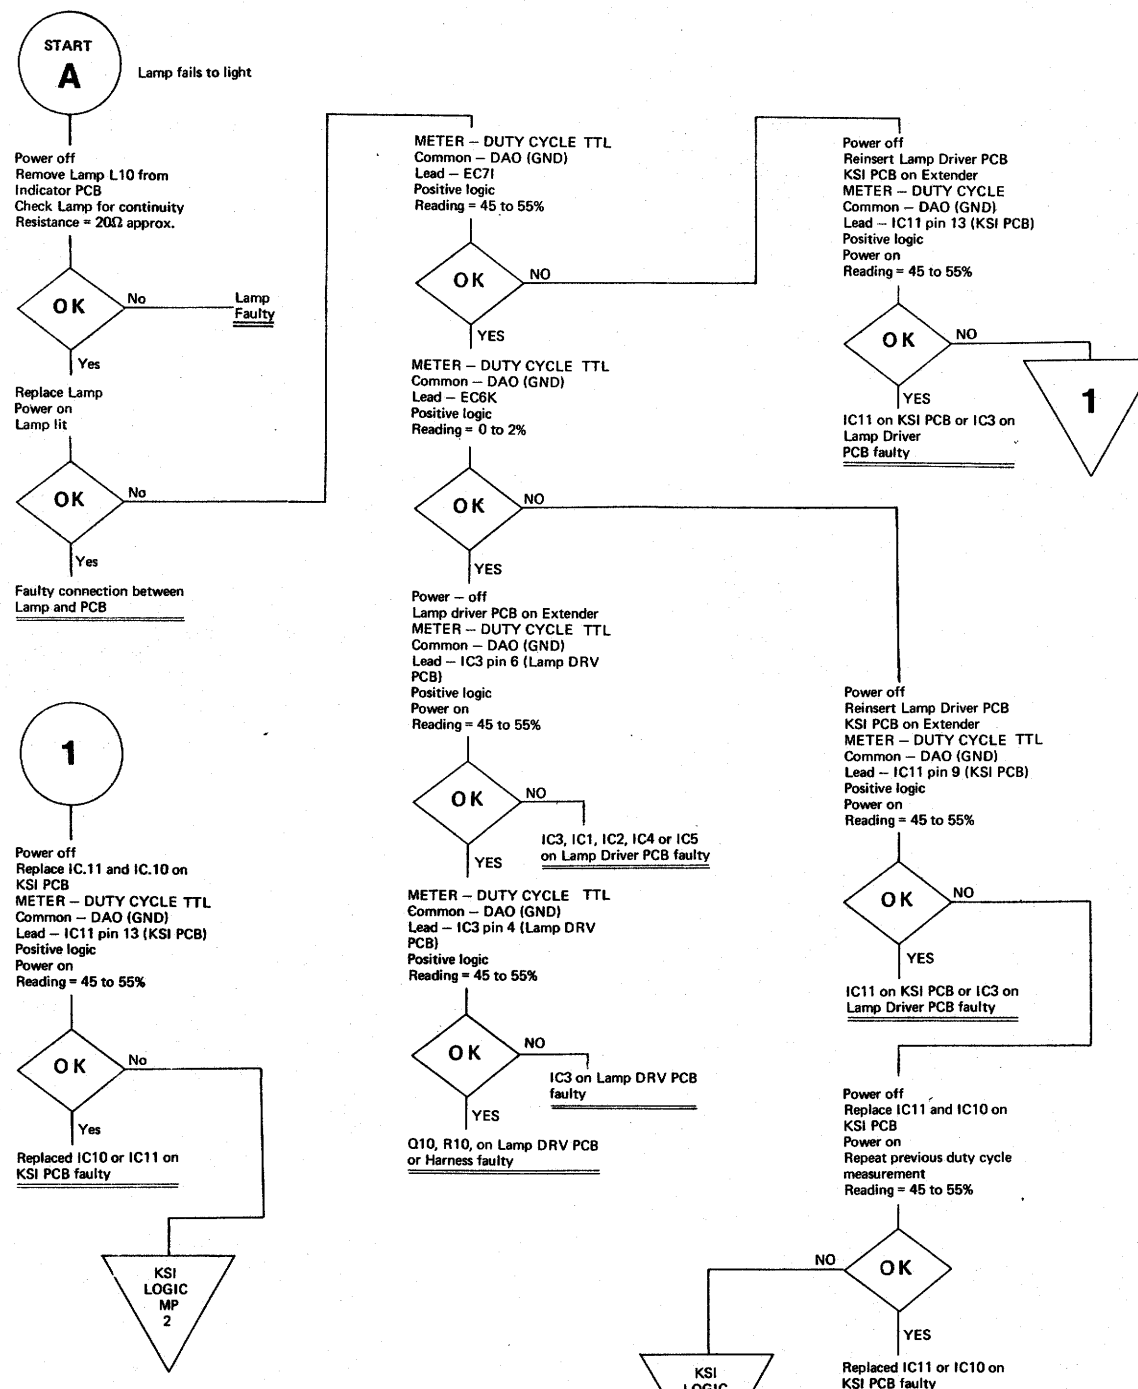 START
A
Lamp fails to light
Power off
Remove Lamp L10 from
Indicator PCB
Check Lamp for continuity
Resistance = 20Ω approx.
OK
No
Lamp
Faulty
Yes
Replace Lamp
Power on
Lamp lit
OK
No
Yes
Faulty connection between
Lamp and PCB
METER – DUTY CYCLE TTL
Common – DAO (GND)
Lead – EC7I
Positive logic
Reading = 45 to 55%
OK
NO
YES
METER – DUTY CYCLE TTL
Common – DAO (GND)
Lead – EC6K
Positive logic
Reading = 0 to 2%
OK
NO
YES
Power – off
Lamp driver PCB on Extender
METER – DUTY CYCLE TTL
Common – DAO (GND)
Lead – IC3 pin 6 (Lamp DRV
PCB)
Positive logic
Power on
Reading = 45 to 55%
OK
NO
IC3, IC1, IC2, IC4 or IC5
on Lamp Driver PCB faulty
YES
METER – DUTY CYCLE TTL
Common – DAO (GND)
Lead – IC3 pin 4 (Lamp DRV
PCB)
Positive logic
Reading = 45 to 55%
OK
NO
IC3 on Lamp DRV PCB
faulty
YES
Q10, R10, on Lamp DRV PCB
or Harness faulty
Power off
Reinsert Lamp Driver PCB
KSI PCB on Extender
METER – DUTY CYCLE
Common – DAO (GND)
Lead – IC11 pin 13 (KSI PCB)
Positive logic
Power on
Reading = 45 to 55%
OK
NO
1
YES
IC11 on KSI PCB or IC3 on
Lamp Driver
PCB faulty
Power off
Reinsert Lamp Driver PCB
KSI PCB on Extender
METER – DUTY CYCLE TTL
Common – DAO (GND)
Lead – IC11 pin 9 (KSI PCB)
Positive logic
Power on
Reading = 45 to 55%
OK
NO
YES
IC11 on KSI PCB or IC3 on
Lamp Driver PCB faulty
Power off
Replace IC11 and IC10 on
KSI PCB
Power on
Repeat previous duty cycle
measurement
Reading = 45 to 55%
OK
NO
YES
Replaced IC11 or IC10 on
KSI PCB faulty
KSI
LOGIC
1
Power off
Replace IC.11 and IC.10 on
KSI PCB
METER – DUTY CYCLE TTL
Common – DAO (GND)
Lead – IC11 pin 13 (KSI PCB)
Positive logic
Power on
Reading = 45 to 55%
OK
No
Yes
Replaced IC10 or IC11 on
KSI PCB faulty
KSI
LOGIC
MP
2